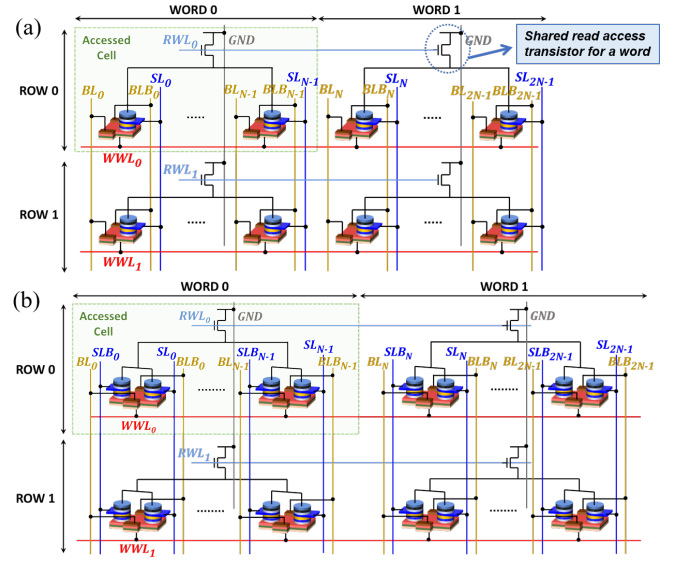 (a)
WORD 0
WORD 1
Accessed
Cell
RWL0
GND
GND
Shared read access
transistor for a word
ROW 0
BL0
BLB0
SL0
BLN-1
BLBN-1
SLN-1
BLN
BLBN
SLN
BL2N-1
BLB2N-1
SL2N-1
.....
.....
WWL0
ROW 1
RWL1
.....
.....
WWL1
(b)
WORD 0
WORD 1
Accessed
Cell
RWL0
GND
GND
ROW 0
BL0
SLB0
SL0
BLB0
BLN-1
SLBN-1
SLN-1
BLBN-1
BLN
SLBN
SLN
BLBN
BL2N-1
SLB2N-1
SL2N-1
BLB2N-1
........
........
WWL0
ROW 1
RWL1
........
........
WWL1